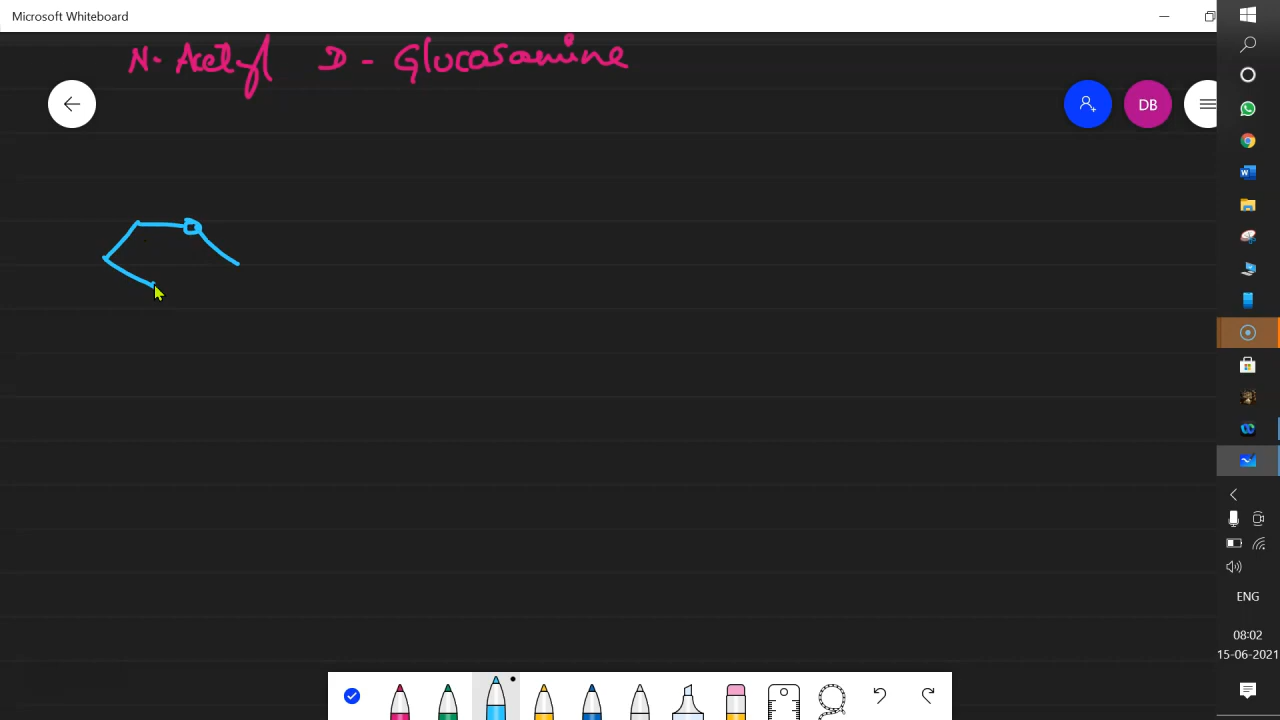 Microsoft Whiteboard
N-Acetyl D-Glucosamine
DB
ENG
08:02
15-06-2021